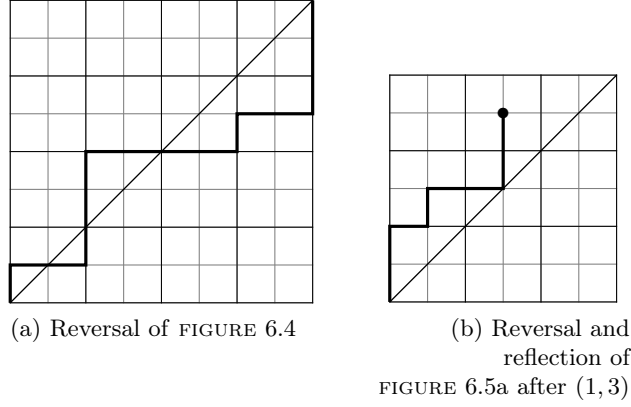 (a) Reversal of FIGURE 6.4
(b) Reversal and
reflection of
FIGURE 6.5a after (1, 3)